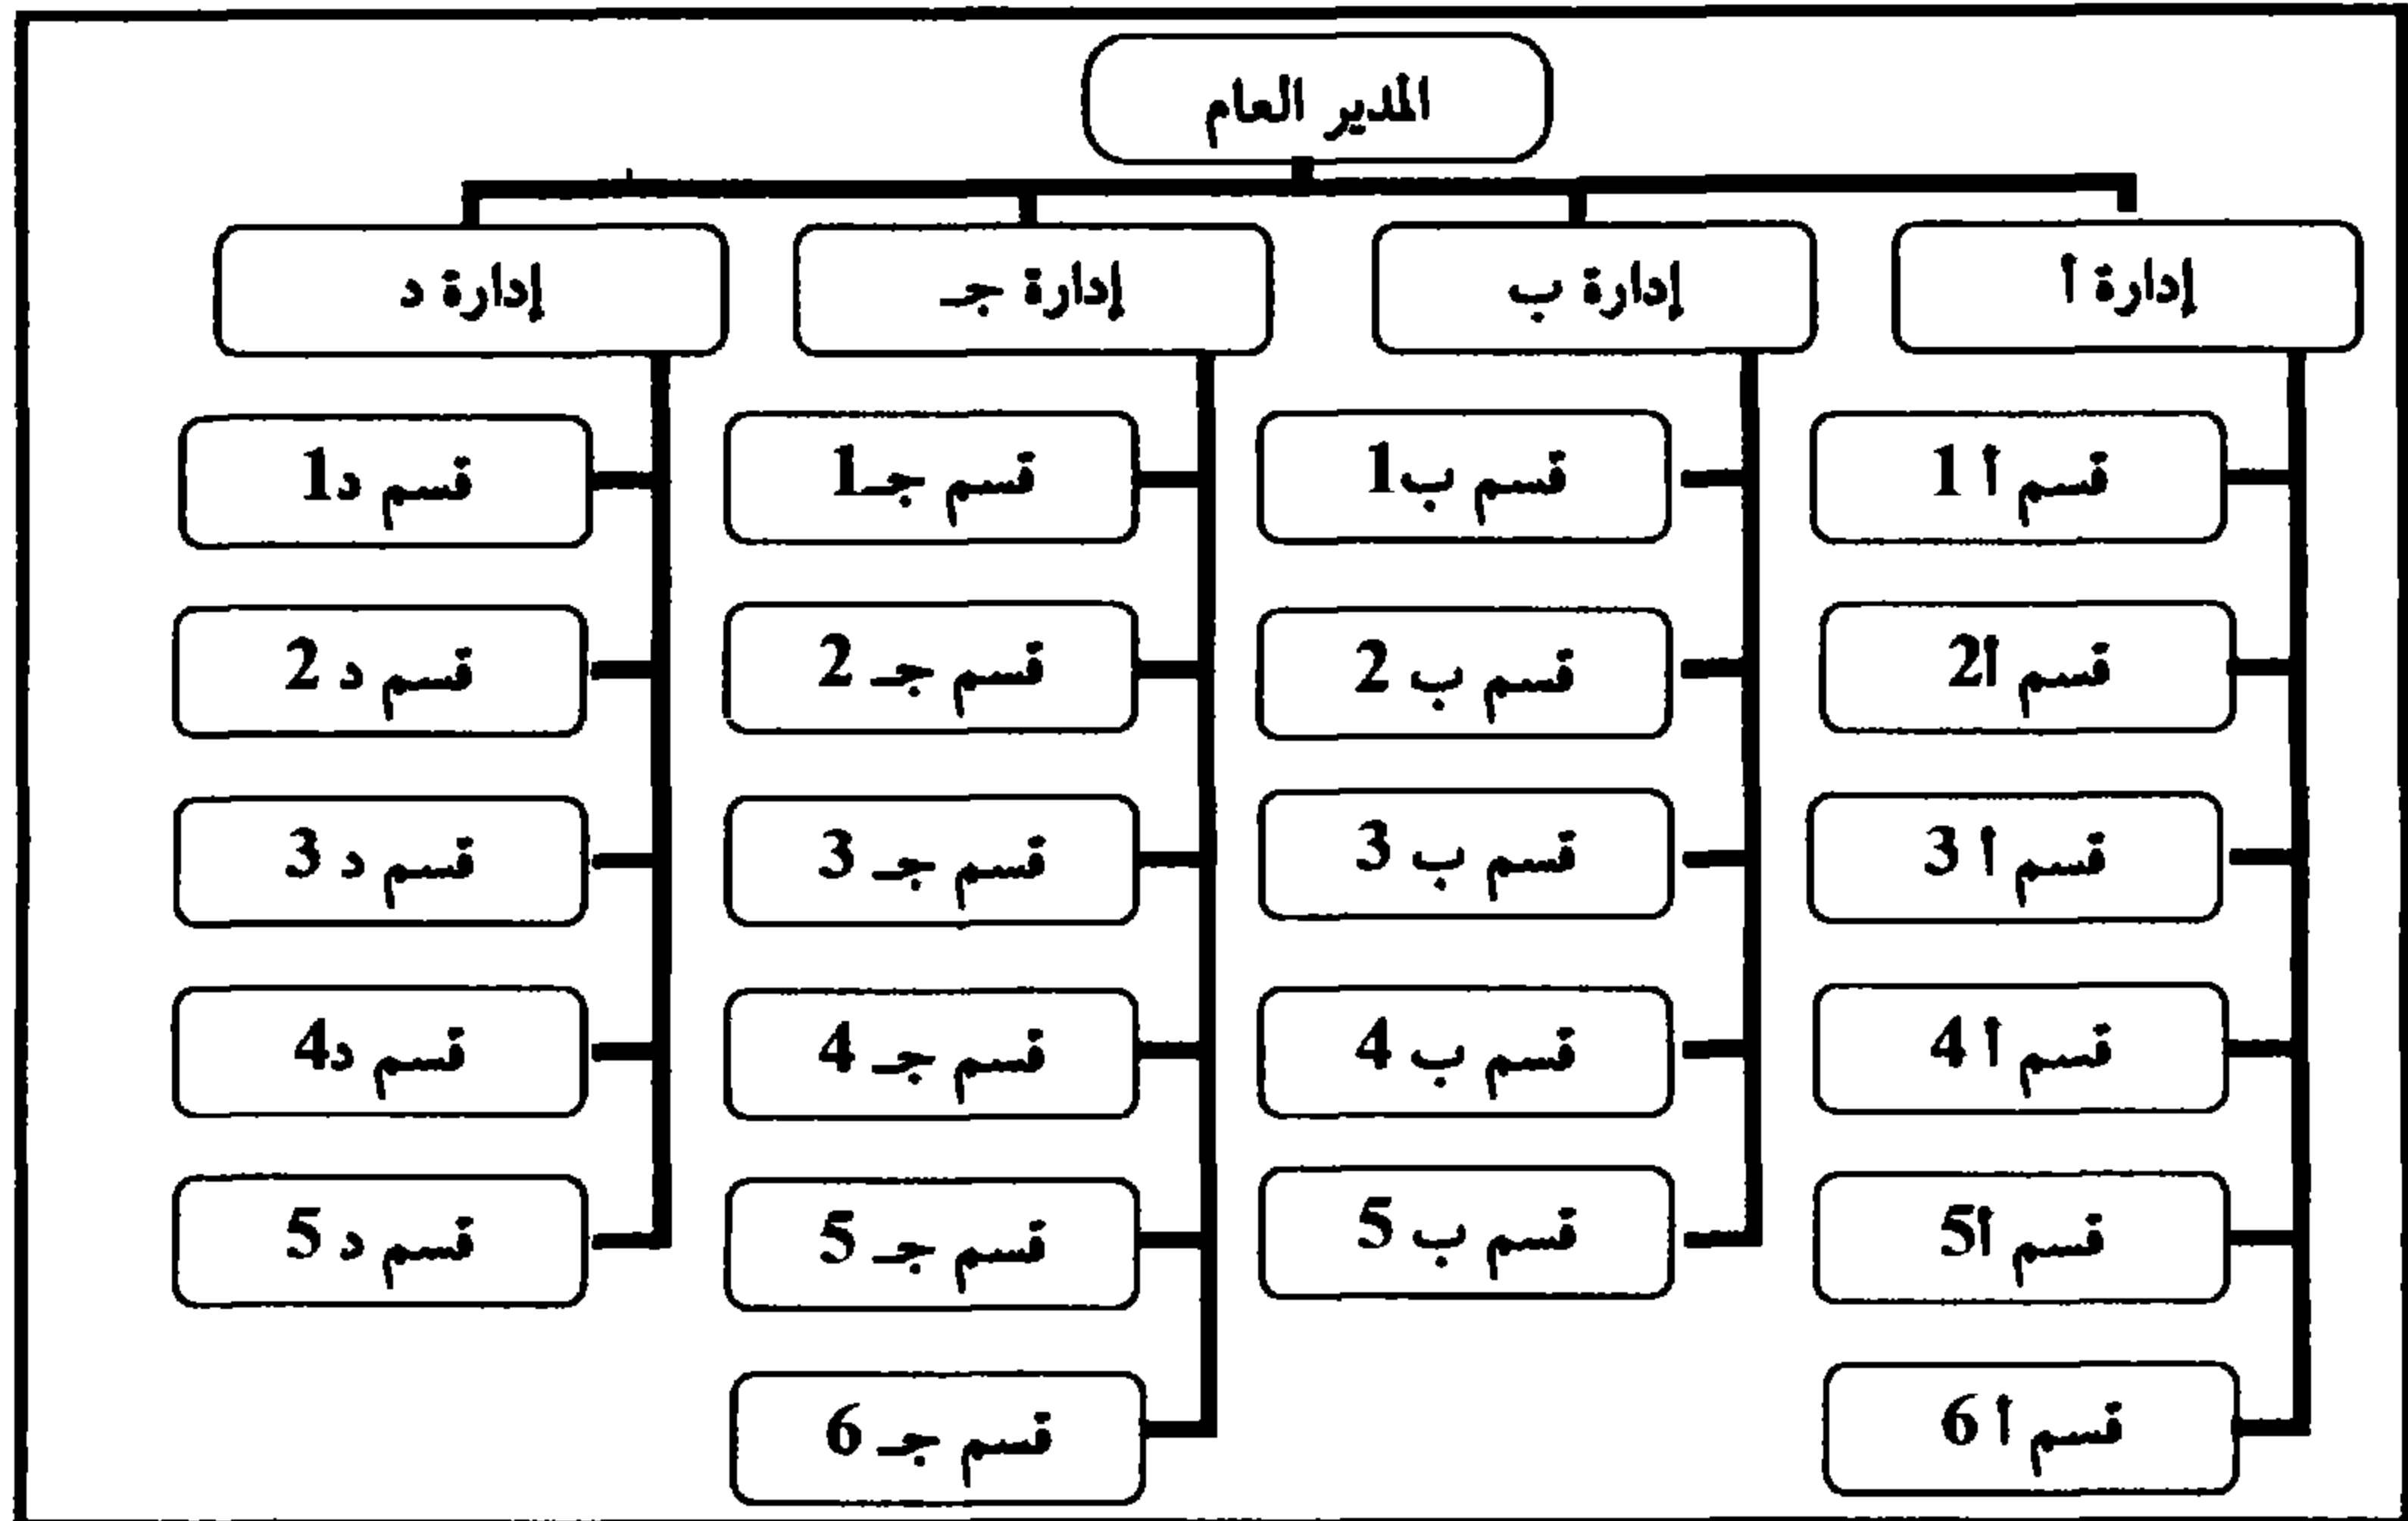 المدير العام
إدارة أ
إدارة ب
إدارة جـ
إدارة د
قسم أ 1
قسم ب1
قسم جـ1
قسم د1
قسم أ2
قسم ب 2
قسم جـ 2
قسم د 2
قسم أ 3
قسم ب 3
قسم جـ 3
قسم د 3
قسم أ 4
قسم ب 4
قسم جـ 4
قسم د4
قسم أ5
قسم ب 5
قسم جـ 5
قسم د 5
قسم أ 6
قسم جـ 6